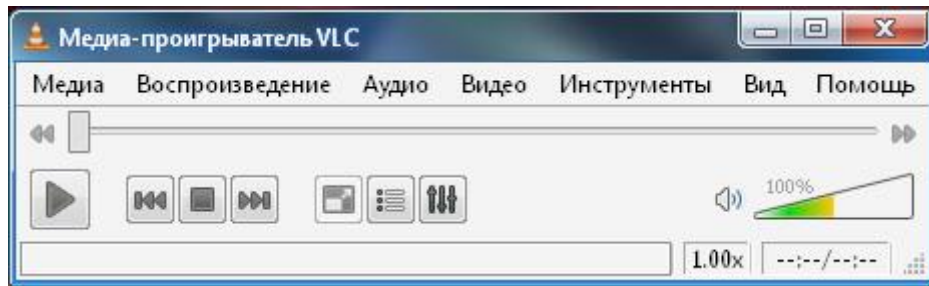 Медиа-проигрыватель VLC
Медиа Воспроизведение Аудио Видео Инструменты Вид Помощь
100%
1.00x --:--/--:--